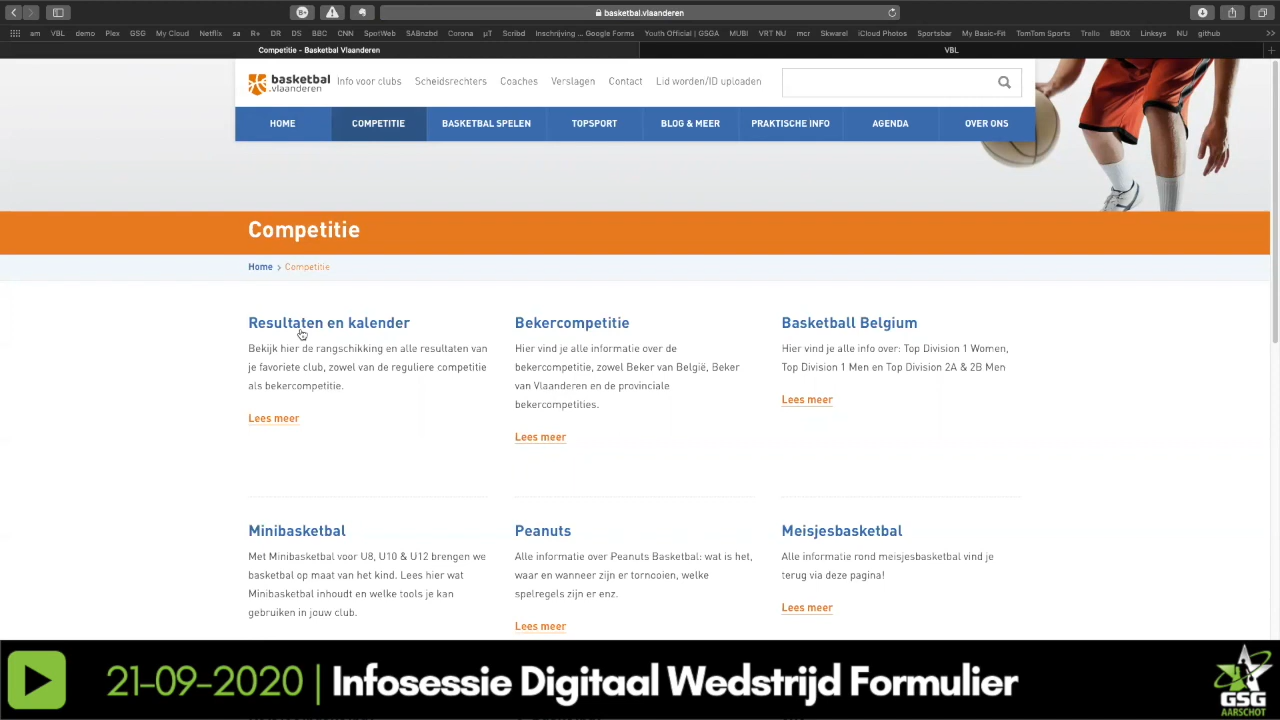 basketbal.vlaanderen
am VBL demo Plex GSG My Cloud Netflix sa R+ DR DS BBC CNN SpotWeb SABnzbd Corona µT Scribd Inschrijving ... Google Forms Youth Official | GSGA MUBI VRT NU mcr Skwarel iCloud Photos Sportsbar My Basic-Fit TomTom Sports Trello BBOX Linksys NU github >>
Competitie - Basketbal Vlaanderen VBL
basketbal
.vlaanderen
Info voor clubs Scheidsrechters Coaches Verslagen Contact Lid worden/ID uploaden
HOME COMPETITIE BASKETBAL SPELEN TOPSPORT BLOG & MEER PRAKTISCHE INFO AGENDA OVER ONS
Competitie
Home > Competitie
Resultaten en kalender
Bekijk hier de rangschikking en alle resultaten van
je favoriete club, zowel van de reguliere competitie
als bekercompetitie.
Lees meer
Bekercompetitie
Hier vind je alle informatie over de
bekercompetitie, zowel Beker van België, Beker
van Vlaanderen en de provinciale
bekercompetities.
Lees meer
Basketball Belgium
Hier vind je alle info over: Top Division 1 Women,
Top Division 1 Men en Top Division 2A & 2B Men
Lees meer
Minibasketbal
Met Minibasketbal voor U8, U10 & U12 brengen we
basketbal op maat van het kind. Lees hier wat
Minibasketbal inhoudt en welke tools je kan
gebruiken in jouw club.
Peanuts
Alle informatie over Peanuts Basketbal: wat is het,
waar en wanneer zijn er tornooien, welke
spelregels zijn er enz.
Lees meer
Meisjesbasketbal
Alle informatie rond meisjesbasketbal vind je
terug via deze pagina!
Lees meer
21-09-2020 | Infosessie Digitaal Wedstrijd Formulier
GSG
AARSCHOT